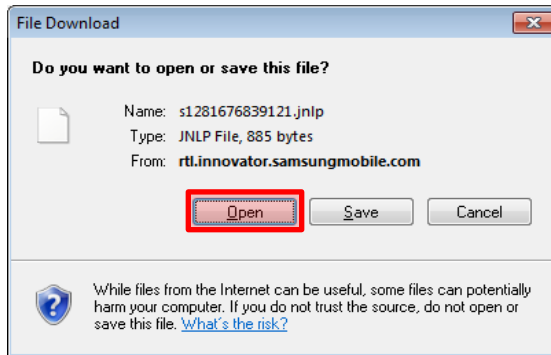 File Download
Do you want to open or save this file?
Name: s1281676839121.jnlp
Type: JNLP File, 885 bytes
From: rtl.innovator.samsungmobile.com
Open Save Cancel
While files from the Internet can be useful, some files can potentially
harm your computer. If you do not trust the source, do not open or
save this file. What's the risk?